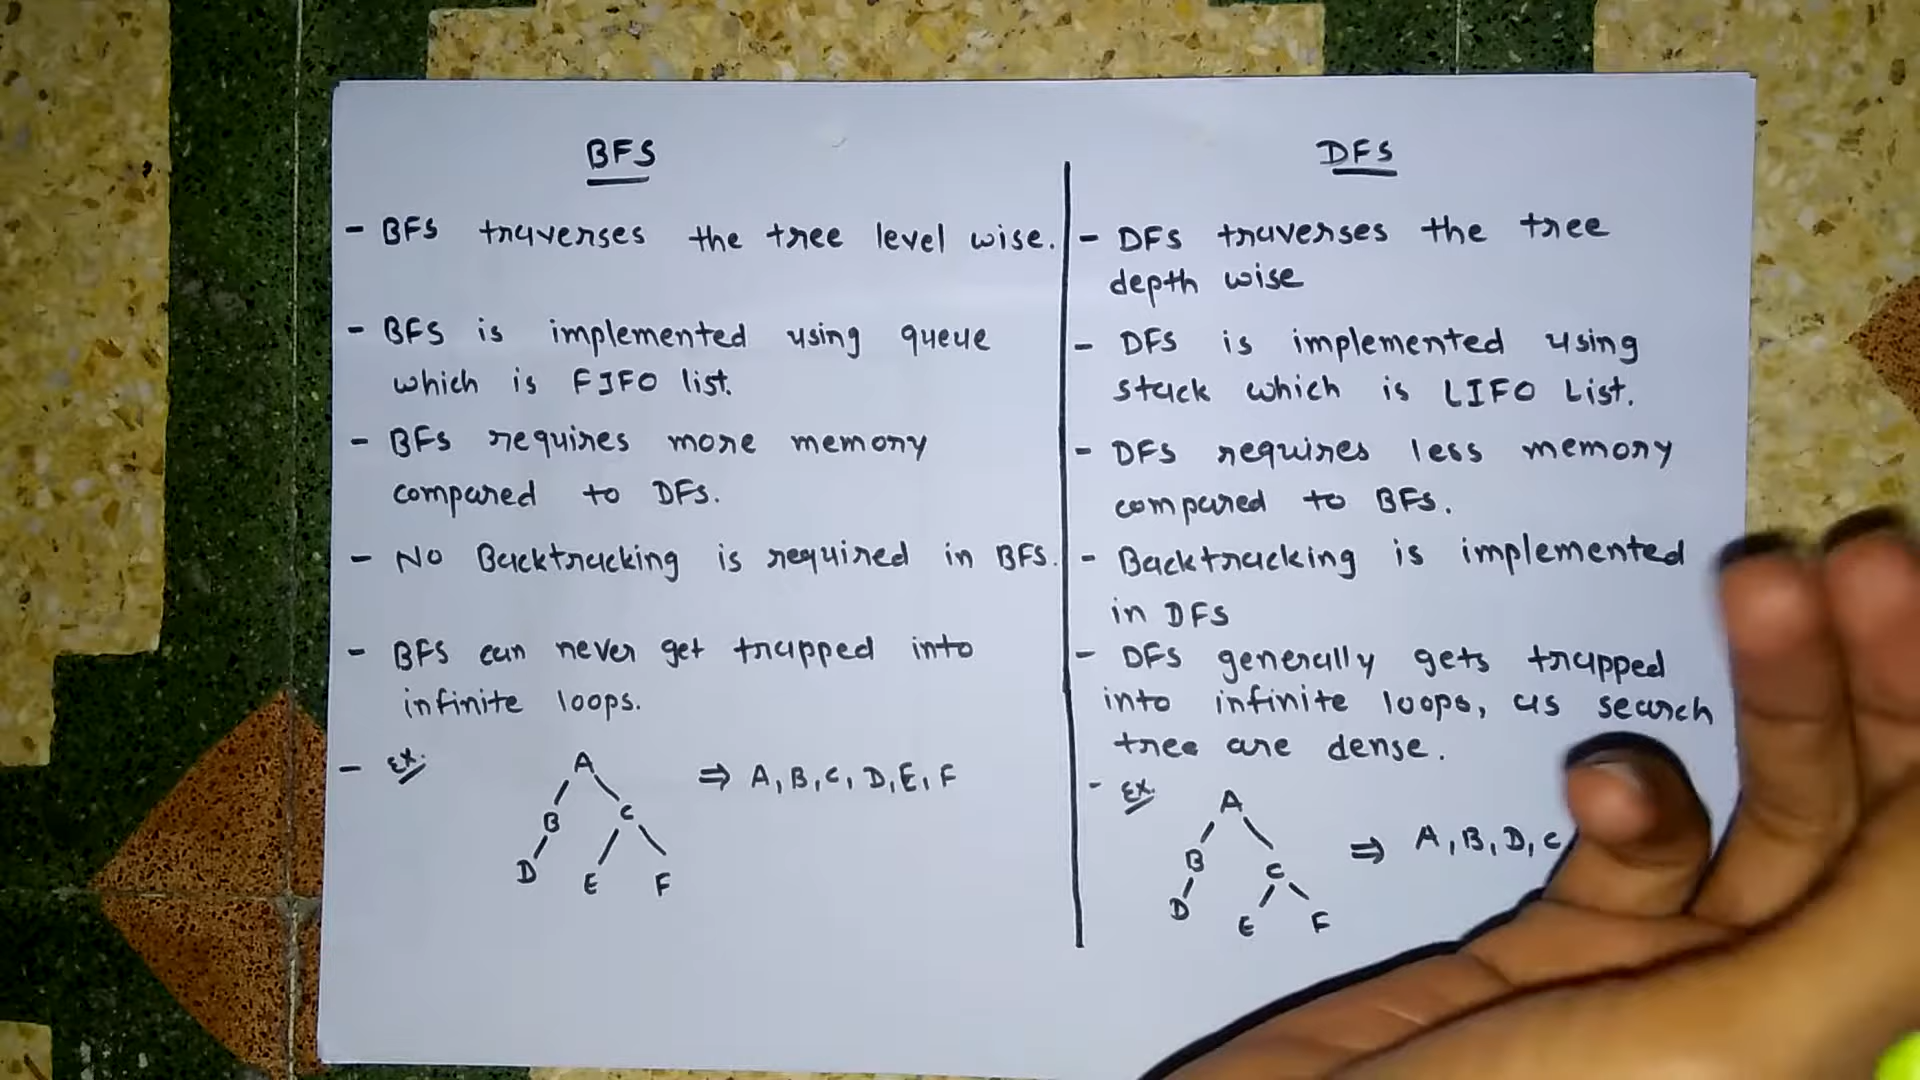 BFS
- BFS traverses the tree level wise.
- BFS is implemented using queue
which is FIFO list.
- BFS requires more memory
compared to DFS.
- No Backtracking is required in BFS.
- BFS can never get trapped into
infinite loops.
- Ex.
A
⇒ A, B, C, D, E, F
B C
D E F
DFS
- DFS traverses the tree
depth wise
- DFS is implemented using
stack which is LIFO List.
- DFS requires less memory
compared to BFS.
- Backtracking is implemented
in DFS
- DFS generally gets trapped
into infinite loops, as search
tree are dense.
- Ex.
A
⇒ A, B, D, C,
B C
D E F